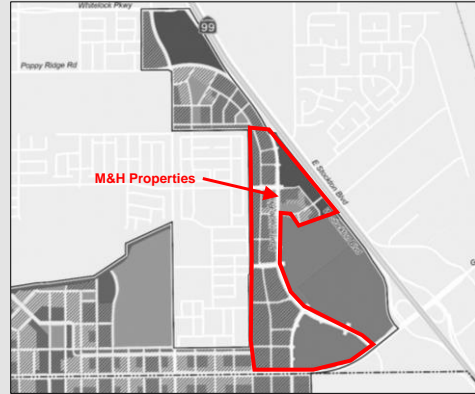 Whitelock Pkwy
99
Poppy Ridge Rd
M&H Properties
E Stockton Blvd
G